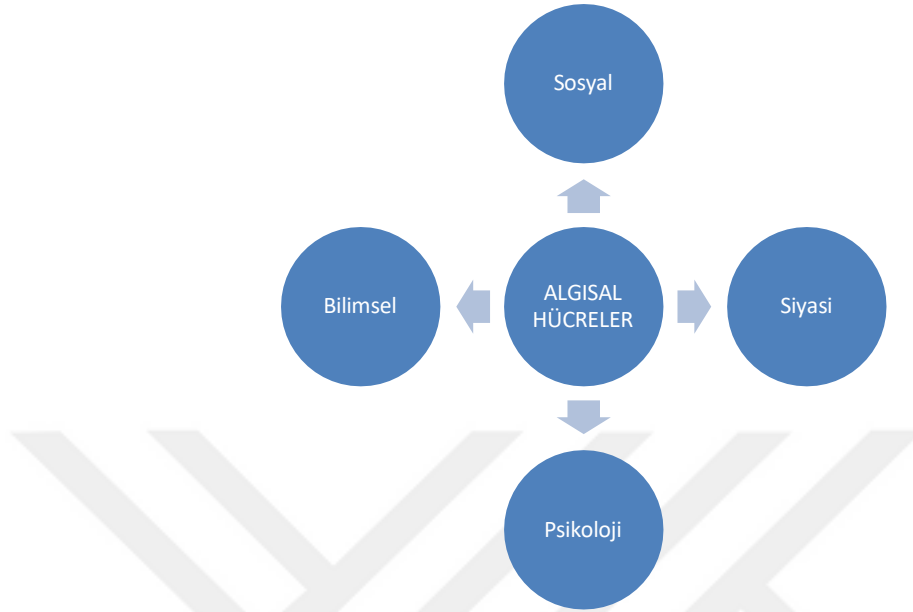 Sosyal
Bilimsel
ALGISAL
HÜCRELER
Siyasi
Psikoloji